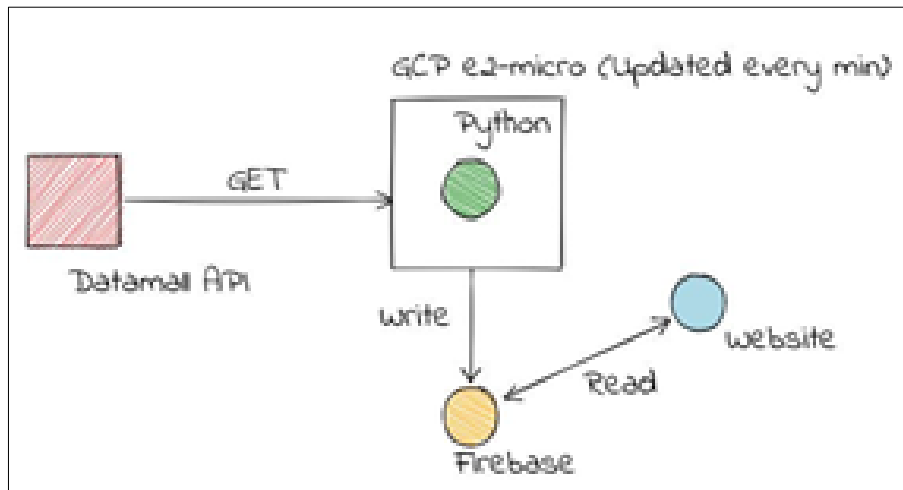 GCP e2-micro (Updated every min)
Python
GET
Datamall API
Write
Website
Read
Firebase